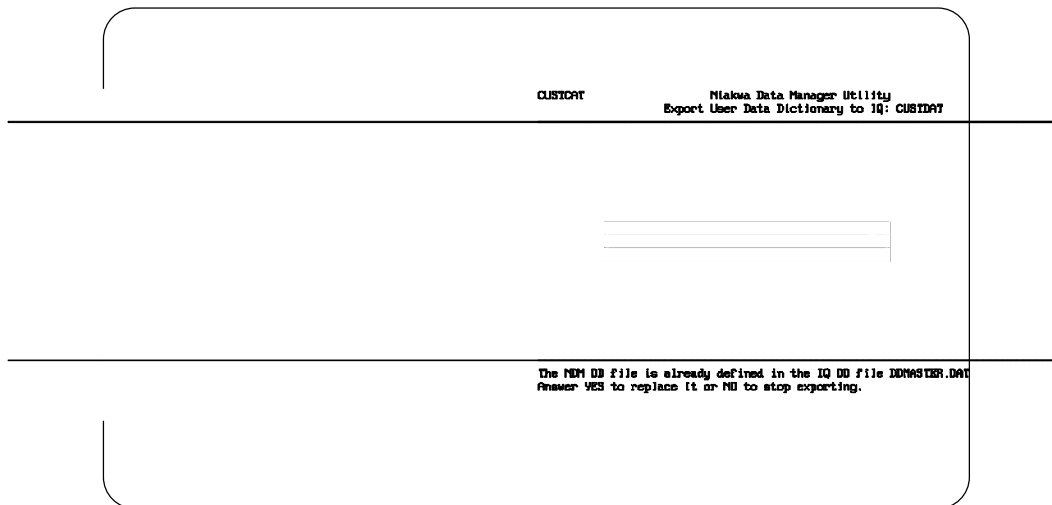 CUSTCAT Niakwa Data Manager Utility
Export User Data Dictionary to IQ: CUSTDAT
The NDM DD file is already defined in the IQ DD file DDMASTER.DAT
Answer YES to replace it or NO to stop exporting.